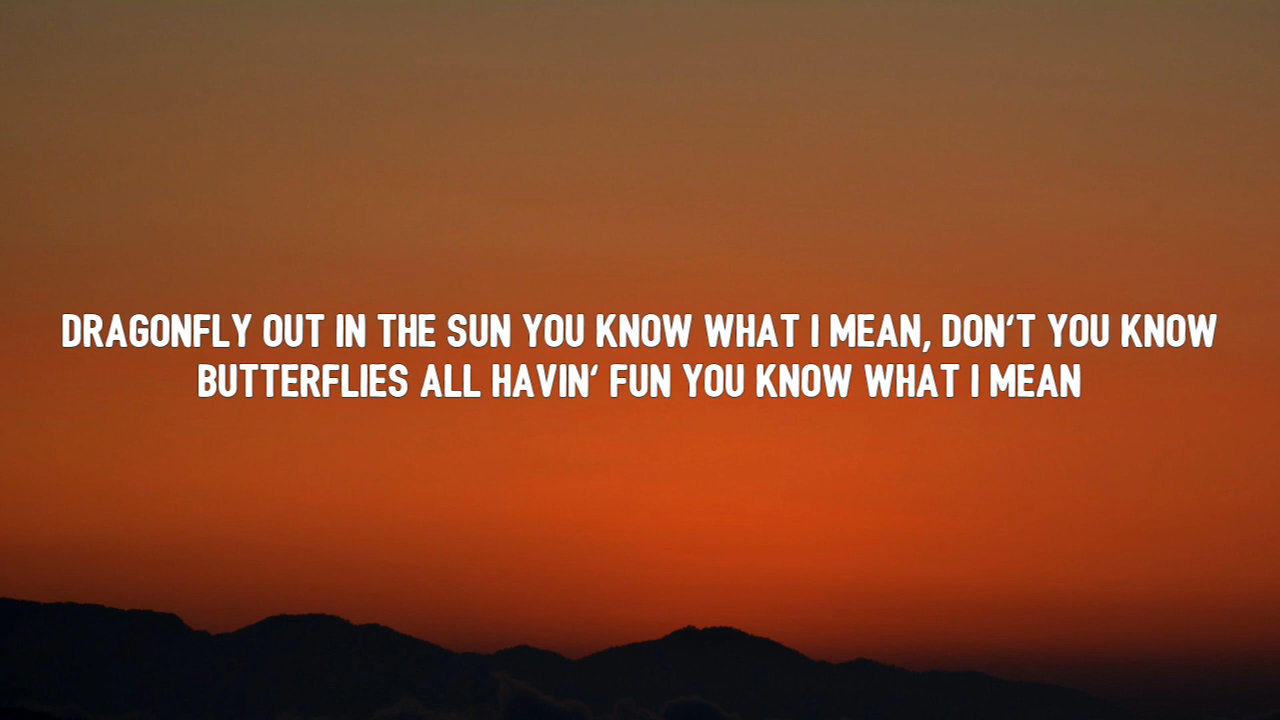 DRAGONFLY OUT IN THE SUN YOU KNOW WHAT I MEAN, DON'T YOU KNOW
BUTTERFLIES ALL HAVIN' FUN YOU KNOW WHAT I MEAN